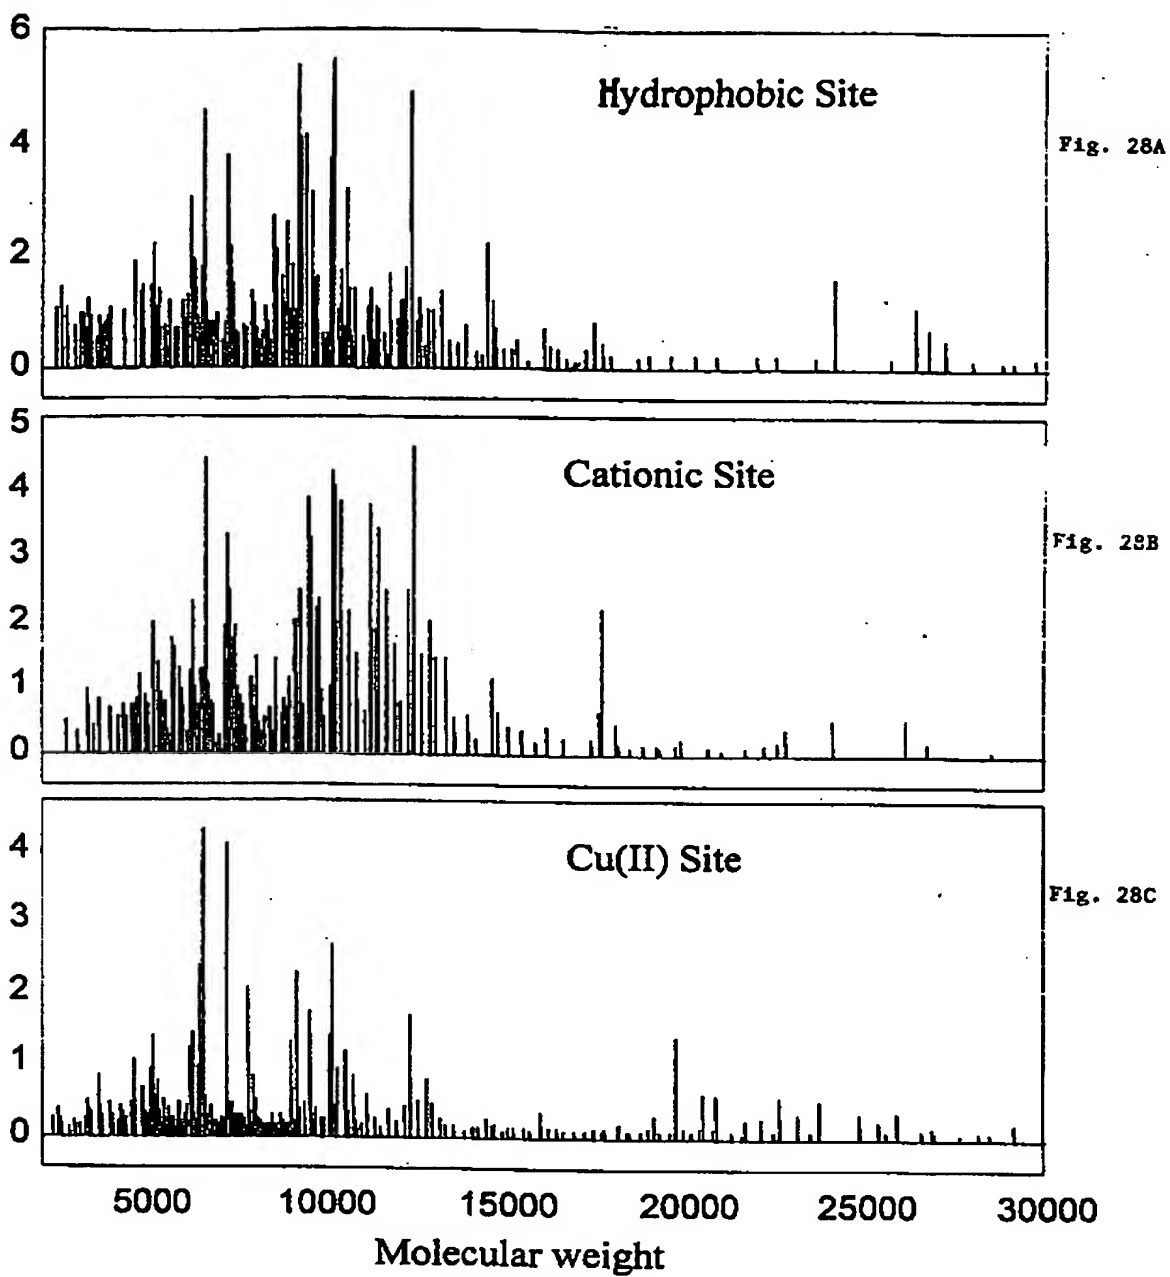 6
Hydrophobic Site
4
Fig. 28A
2
0
5
Cationic Site
4
3
Fig. 28B
2
1
0
4
Cu(II) Site
3
Fig. 28C
2
1
0
5000 10000 15000 20000 25000 30000
Molecular weight